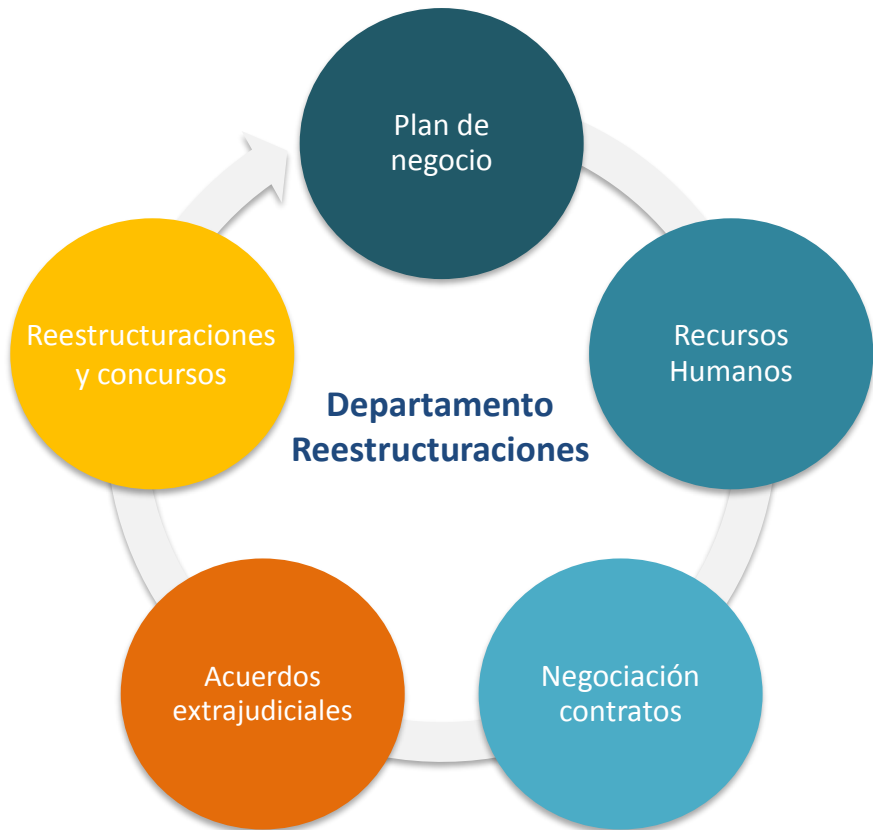 Plan de
negocio
Recursos
Humanos
Negociación
contratos
Acuerdos
extrajudiciales
Reestructuraciones
y concursos
Departamento
Reestructuraciones